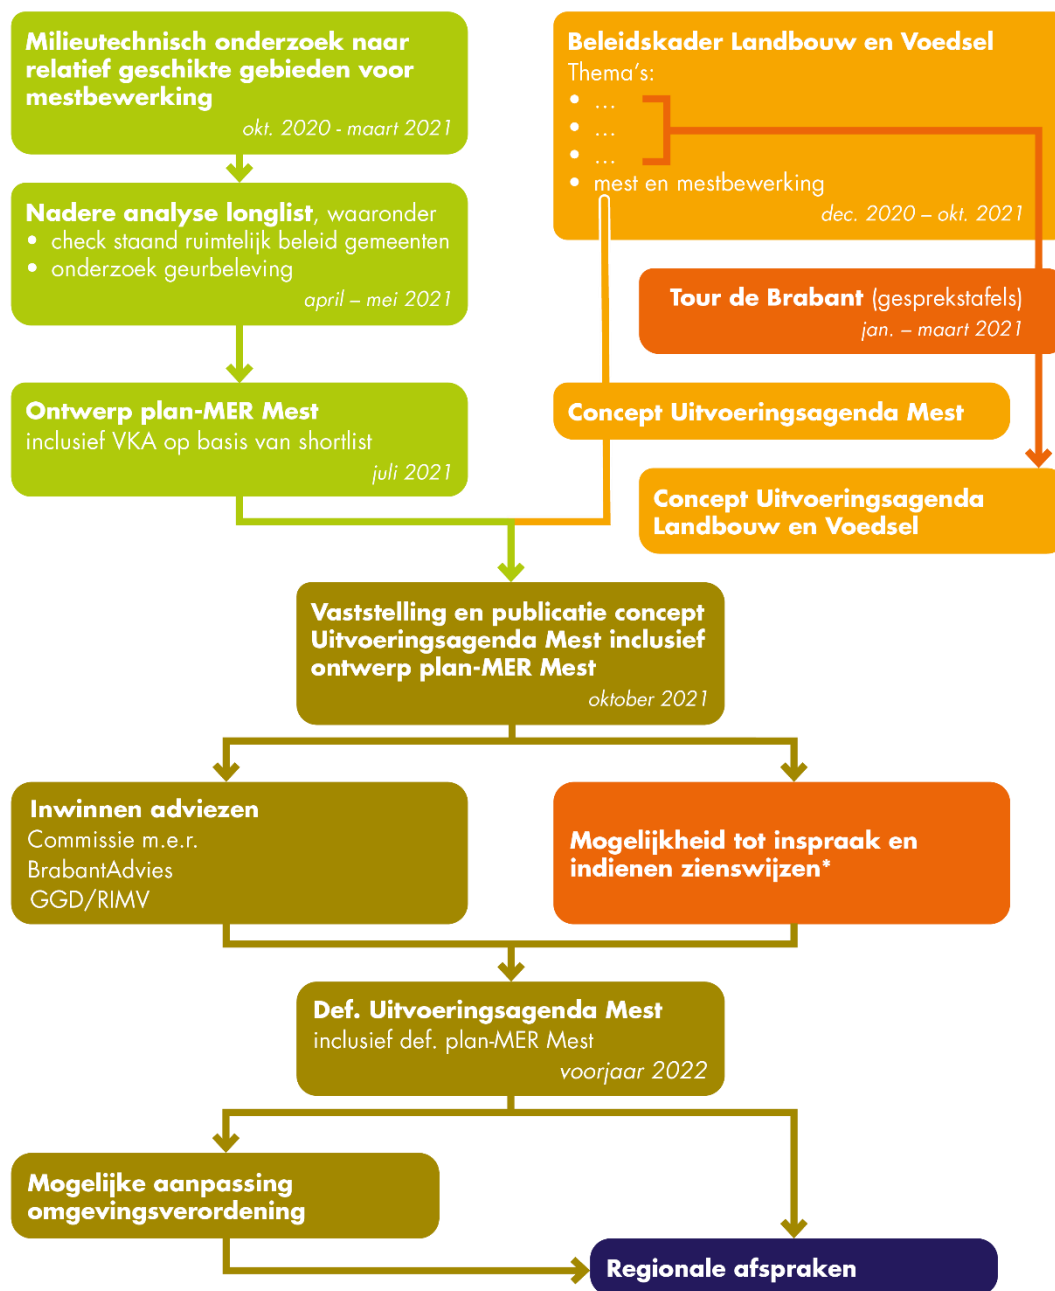 Milieutechnisch onderzoek naar
relatief geschikte gebieden voor
mestbewerking
okt. 2020 - maart 2021
Beleidskader Landbouw en Voedsel
Thema's:
• ...
• ...
• ...
• mest en mestbewerking
dec. 2020 – okt. 2021
Nadere analyse longlist, waaronder
• check staand ruimtelijk beleid gemeenten
• onderzoek geurbeleving
april – mei 2021
Tour de Brabant (gesprekstafels)
jan. – maart 2021
Ontwerp plan-MER Mest
inclusief VKA op basis van shortlist
juli 2021
Concept Uitvoeringsagenda Mest
Concept Uitvoeringsagenda
Landbouw en Voedsel
Vaststelling en publicatie concept
Uitvoeringsagenda Mest inclusief
ontwerp plan-MER Mest
oktober 2021
Inwinnen adviezen
Commissie m.e.r.
BrabantAdvies
GGD/RIMV
Mogelijkheid tot inspraak en
indienen zienswijzen*
Def. Uitvoeringsagenda Mest
inclusief def. plan-MER Mest
voorjaar 2022
Mogelijke aanpassing
omgevingsverordening
Regionale afspraken